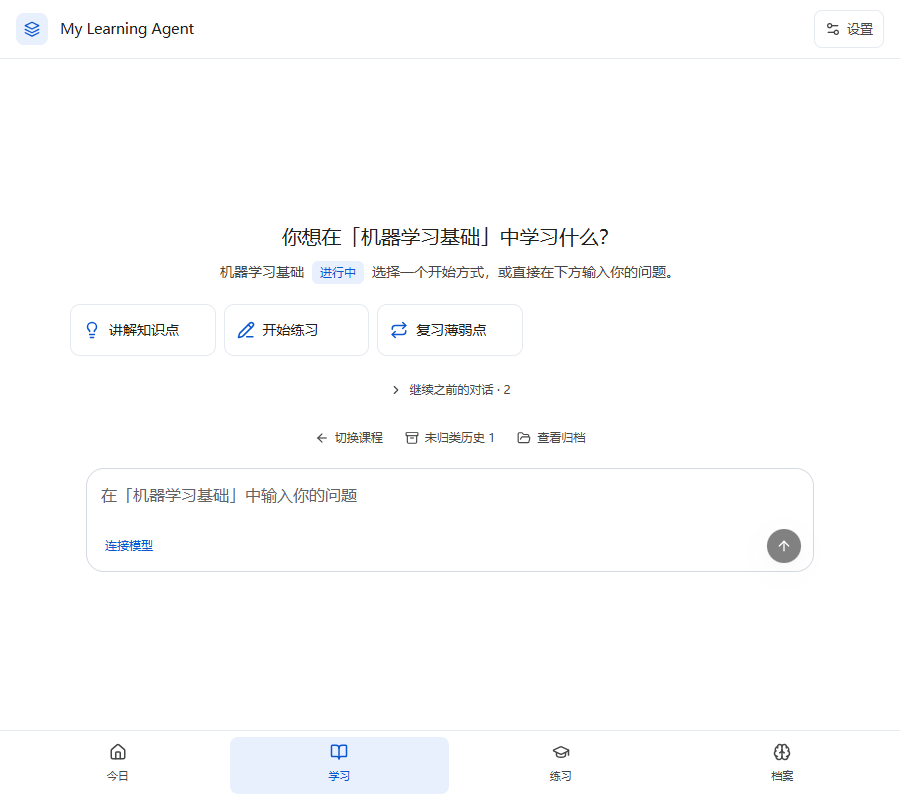 My Learning Agent 设置
你想在「机器学习基础」中学习什么？
机器学习基础 进行中 选择一个开始方式，或直接在下方输入你的问题。
讲解知识点 开始练习 复习薄弱点
继续之前的对话 · 2
切换课程 未归类历史 1 查看归档
在「机器学习基础」中输入你的问题
连接模型
今日 学习 练习 档案